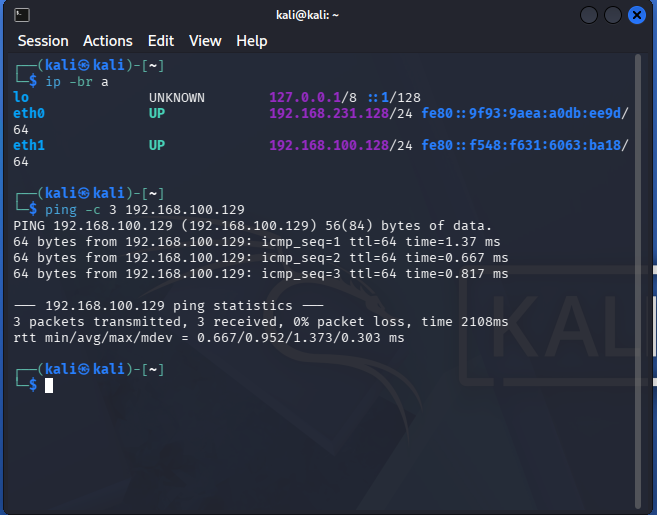 kali@kali: ~
Session Actions Edit View Help
┌──(kali㉿kali)-[~]
└─$ ip -br a
lo UNKNOWN 127.0.0.1/8 ::1/128
eth0 UP 192.168.231.128/24 fe80::9f93:9aea:a0db:ee9d/
64
eth1 UP 192.168.100.128/24 fe80::f548:f631:6063:ba18/
64
┌──(kali㉿kali)-[~]
└─$ ping -c 3 192.168.100.129
PING 192.168.100.129 (192.168.100.129) 56(84) bytes of data.
64 bytes from 192.168.100.129: icmp_seq=1 ttl=64 time=1.37 ms
64 bytes from 192.168.100.129: icmp_seq=2 ttl=64 time=0.667 ms
64 bytes from 192.168.100.129: icmp_seq=3 ttl=64 time=0.817 ms
--- 192.168.100.129 ping statistics ---
3 packets transmitted, 3 received, 0% packet loss, time 2108ms
rtt min/avg/max/mdev = 0.667/0.952/1.373/0.303 ms
┌──(kali㉿kali)-[~]
└─$
KALI